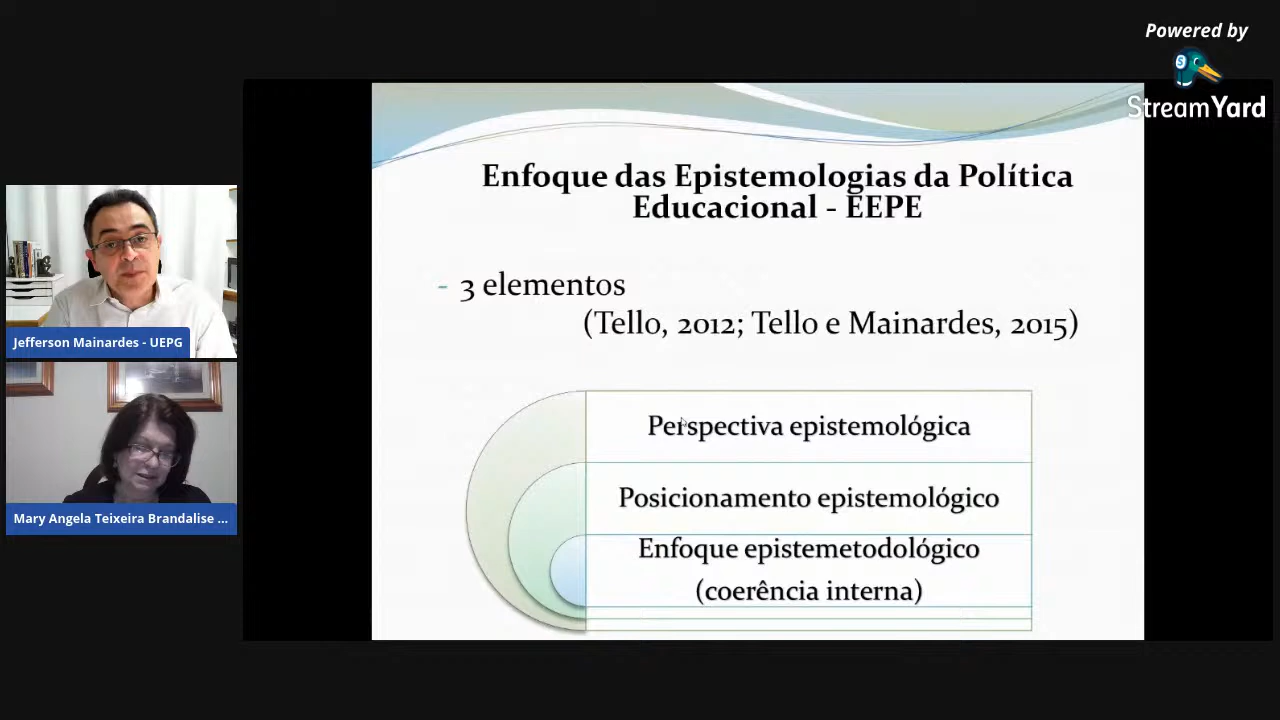 Powered by
StreamYard
Enfoque das Epistemologias da Política
Educacional - EEPE
- 3 elementos
(Tello, 2012; Tello e Mainardes, 2015)
Perspectiva epistemológica
Posicionamento epistemológico
Enfoque epistemetodológico
(coerência interna)
Jefferson Mainardes - UEPG
Mary Angela Teixeira Brandalise ...